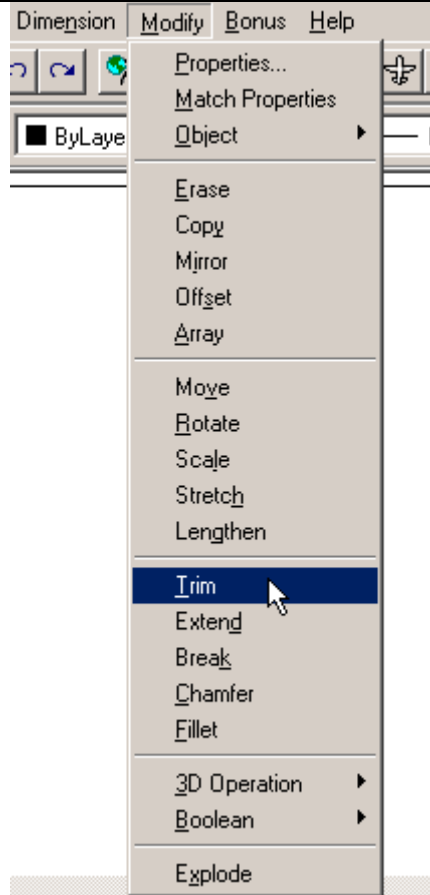 Dimension Modify Bonus Help
Properties...
Match Properties
Object
ByLaye
Erase
Copy
Mirror
Offset
Array
Move
Rotate
Scale
Stretch
Lengthen
Trim
Extend
Break
Chamfer
Fillet
3D Operation
Boolean
Explode